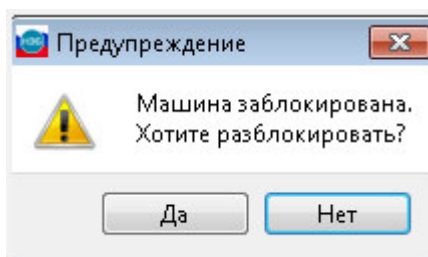 Предупреждение
Машина заблокирована.
Хотите разблокировать?
Да
Нет